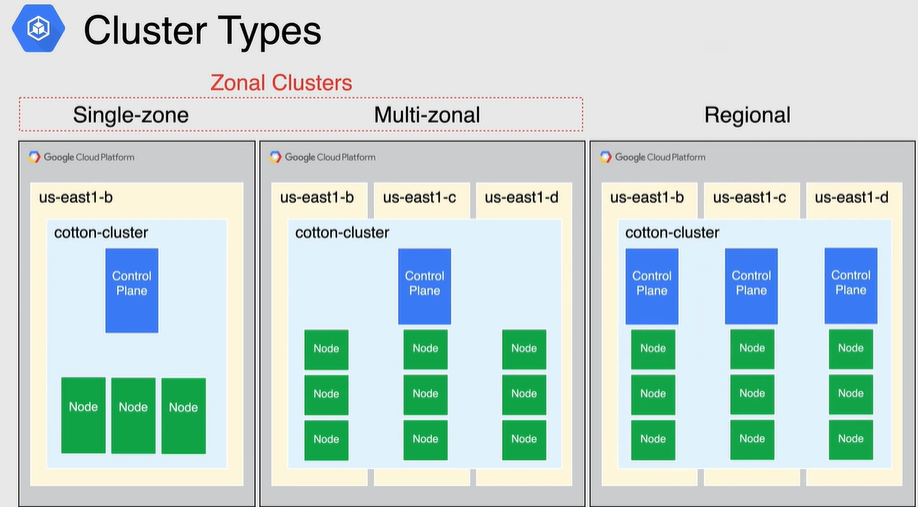 Cluster Types
Zonal Clusters
Single-zone
Multi-zonal
Regional
Google Cloud Platform
us-east1-b
cotton-cluster
Control
Plane
Node Node Node
Google Cloud Platform
us-east1-b us-east1-c us-east1-d
cotton-cluster
Control
Plane
Node Node Node
Node Node Node
Node Node Node
Google Cloud Platform
us-east1-b us-east1-c us-east1-d
cotton-cluster
Control Control Control
Plane Plane Plane
Node Node Node
Node Node Node
Node Node Node